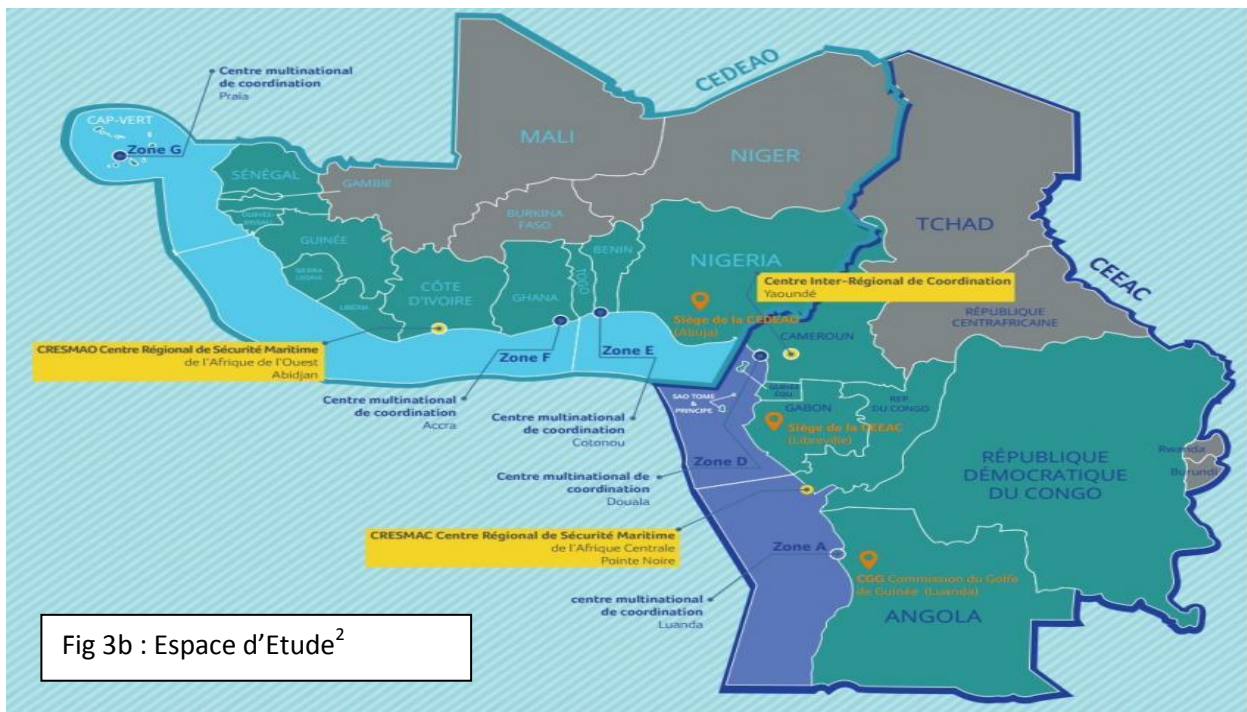 Centre multinational
de coordination
Praïa
CEDEAO
CAP-VERT
Zone G
MALI
NIGER
SÉNÉGAL
GAMBIE
TCHAD
BURKINA
FASO
GUINÉE-
BISSAU
GUINÉE
BENIN
NIGERIA
CEEAC
SIERRA
LEONE
CÔTE
D'IVOIRE
GHANA
TOGO
LIBERIA
Centre Inter-Régional de Coordination
Yaoundé
Siège de la CEDEAO
(Abuja)
RÉPUBLIQUE
CENTRAFRICAINE
CAMEROUN
CRESMAO Centre Régional de Sécurité Maritime
de l'Afrique de l'Ouest
Abidjan
Zone F
Zone E
Centre multinational
de coordination
Accra
Centre multinational
de coordination
Cotonou
SAO TOME
&
PRINCIPE
GUINÉE
EQU.
GABON
REP.
DU CONGO
Siège de la CEEAC
(Libreville)
Zone D
RÉPUBLIQUE
DÉMOCRATIQUE
DU CONGO
Rwanda
Burundi
Centre multinational de
coordination
Douala
CRESMAC Centre Régional de Sécurité Maritime
de l'Afrique Centrale
Pointe Noire
Zone A
CGG Commission du Golfe
de Guinée (Luanda)
ANGOLA
centre multinational
de coordination
Luanda
Fig 3b : Espace d'Etude²